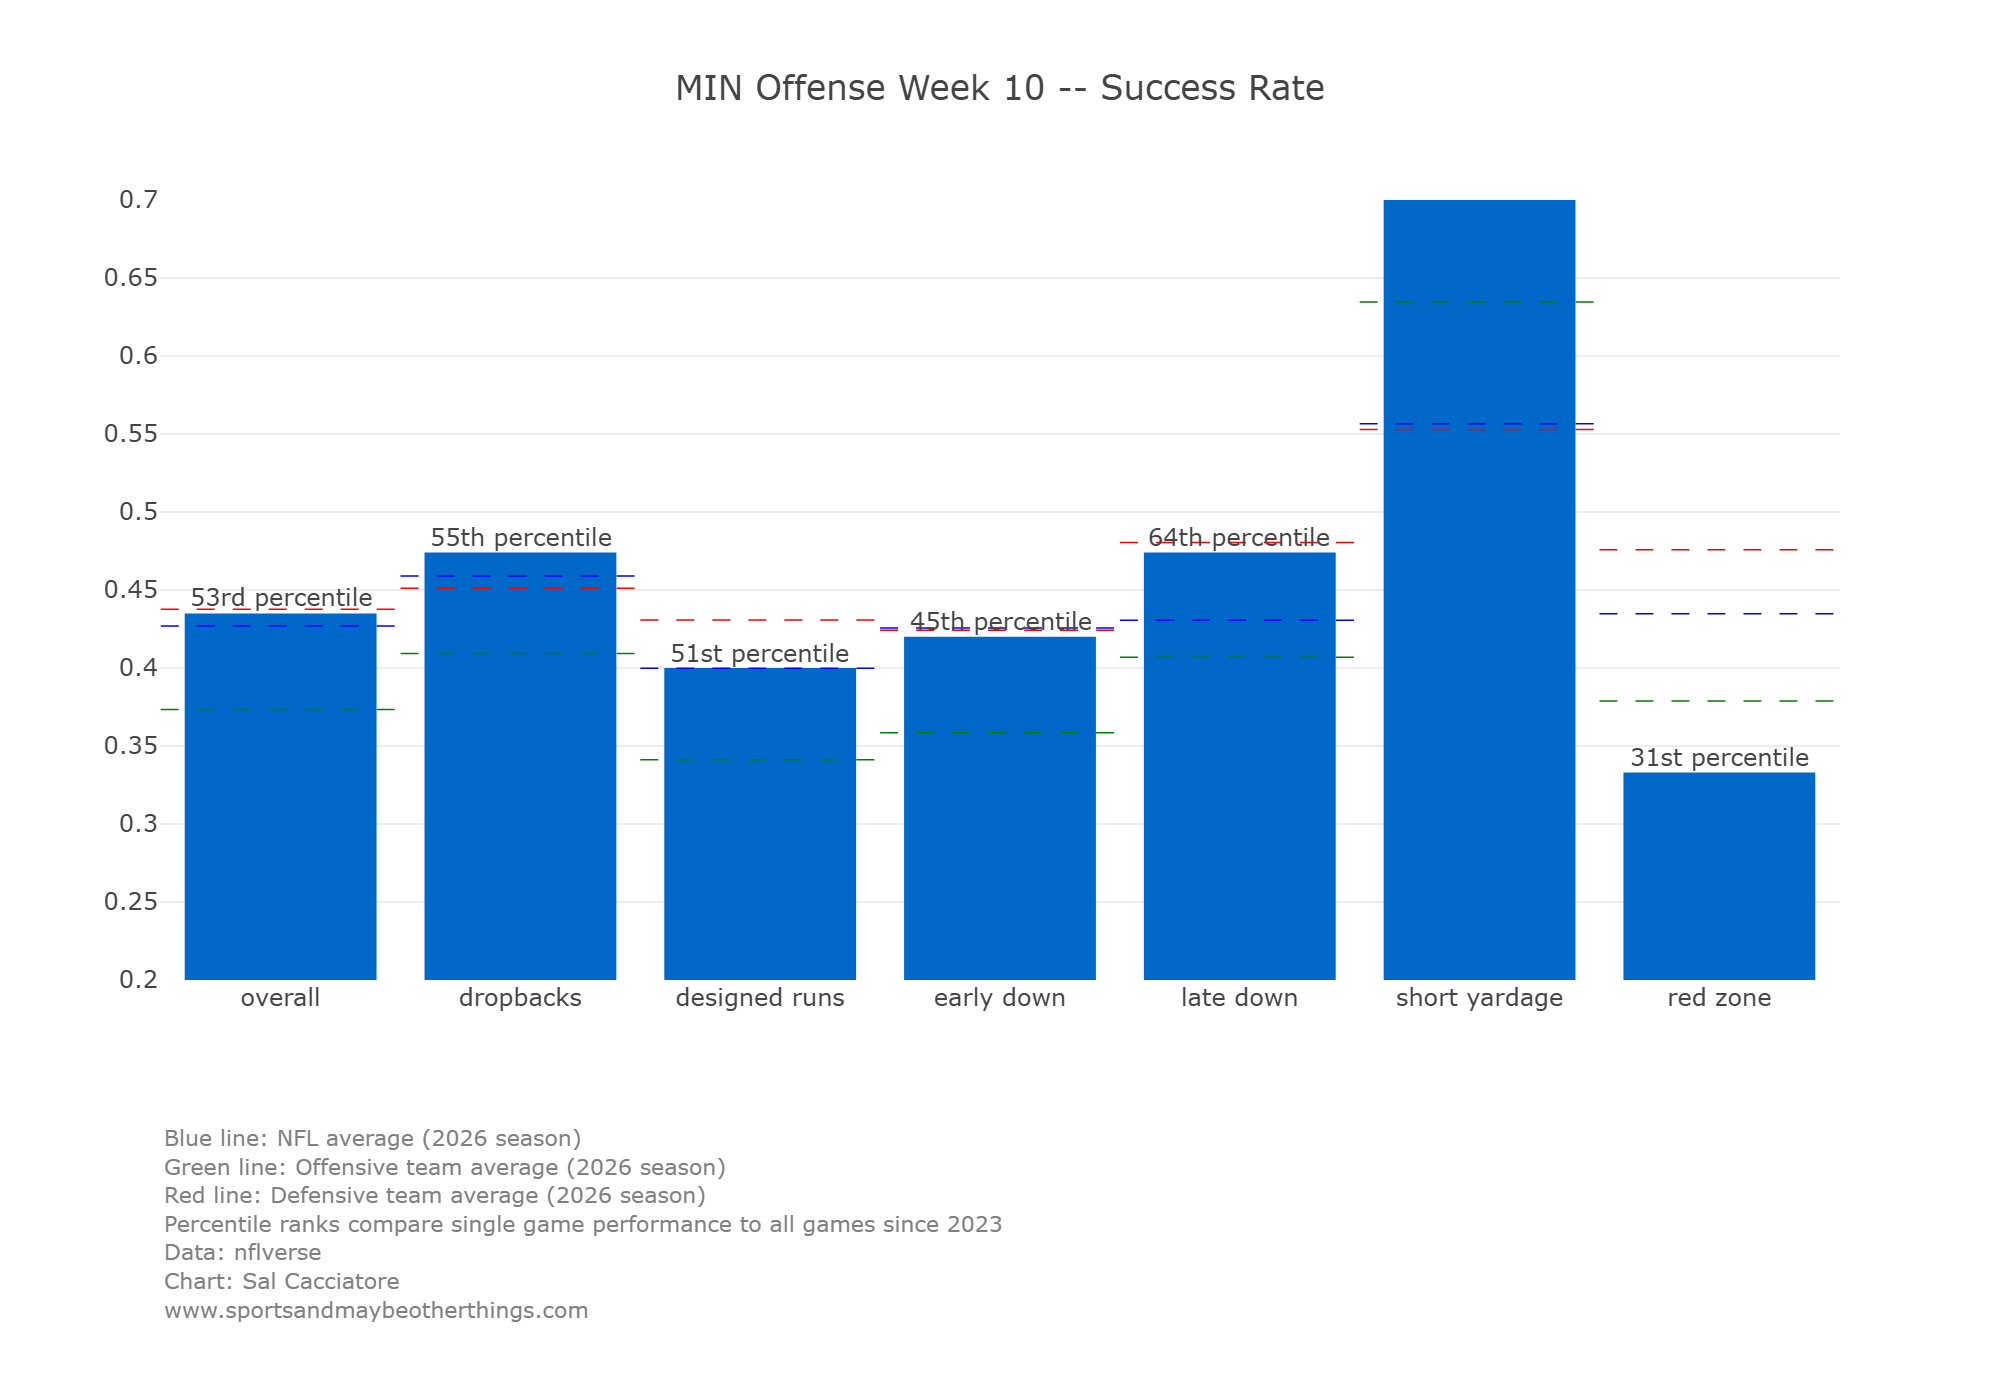 MIN Offense Week 10 -- Success Rate
0.7
0.65
0.6
0.55
0.5
0.45
0.4
0.35
0.3
0.25
0.2
53rd percentile
55th percentile
51st percentile
45th percentile
64th percentile
31st percentile
overall
dropbacks
designed runs
early down
late down
short yardage
red zone
Blue line: NFL average (2026 season)
Green line: Offensive team average (2026 season)
Red line: Defensive team average (2026 season)
Percentile ranks compare single game performance to all games since 2023
Data: nflverse
Chart: Sal Cacciatore
www.sportsandmaybeotherthings.com